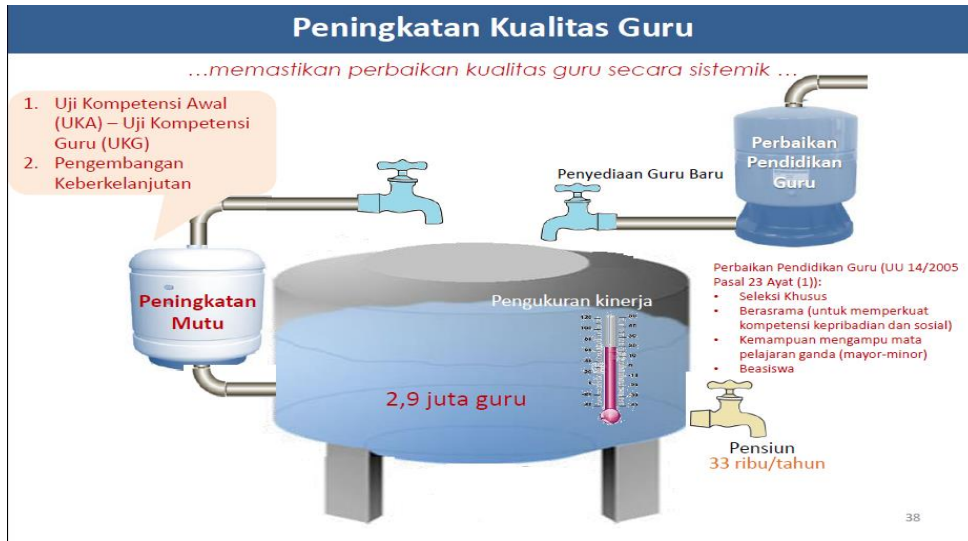 Peningkatan Kualitas Guru
...memastikan perbaikan kualitas guru secara sistemik ...
1. Uji Kompetensi Awal
(UKA) – Uji Kompetensi
Guru (UKG)
2. Pengembangan
Keberkelanjutan
Perbaikan
Pendidikan
Guru
Penyediaan Guru Baru
Peningkatan
Mutu
Pengukuran kinerja
2,9 juta guru
Perbaikan Pendidikan Guru (UU 14/2005
Pasal 23 Ayat (1)):
• Seleksi Khusus
• Berasrama (untuk memperkuat
kompetensi kepribadian dan sosial)
• Kemampuan mengampu mata
pelajaran ganda (mayor-minor)
• Beasiswa
Pensiun
33 ribu/tahun
38